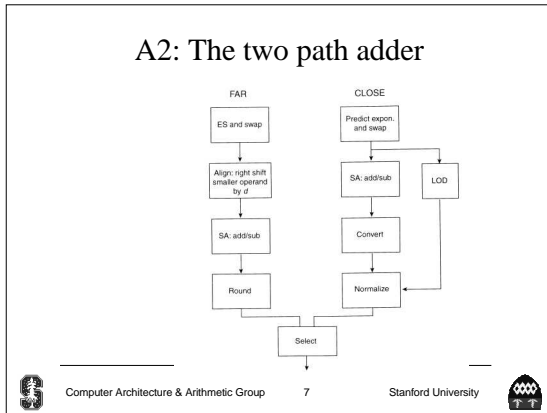 A2: The two path adder
FAR
ES and swap
Align: right shift
smaller operand
by d
SA: add/sub
Round
CLOSE
Predict expon.
and swap
SA: add/sub
LOD
Convert
Normalize
Select
Computer Architecture & Arithmetic Group 7 Stanford University